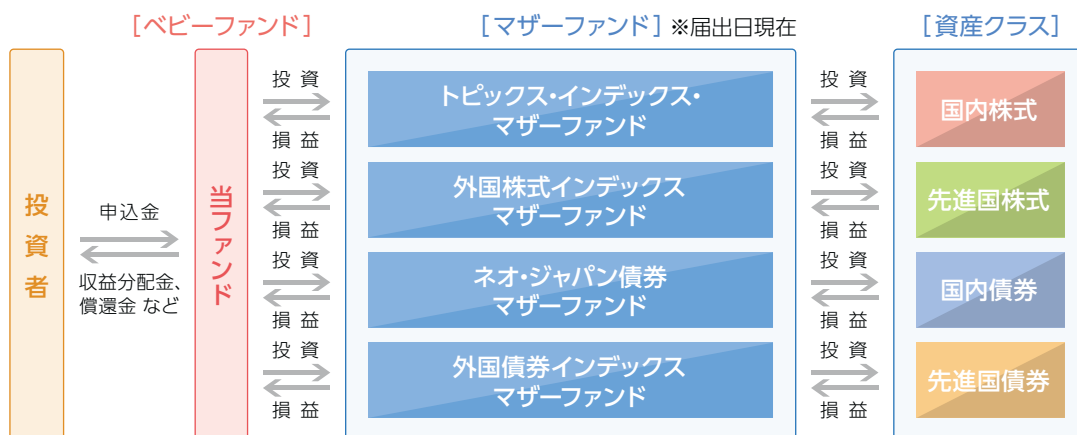 [ベビーファンド]
[マザーファンド] ※届出日現在
[資産クラス]
投資者
申込金
収益分配金、
償還金 など
当ファンド
投 資
損 益
投 資
損 益
投 資
損 益
投 資
損 益
トピックス・インデックス・
マザーファンド
外国株式インデックス
マザーファンド
ネオ・ジャパン債券
マザーファンド
外国債券インデックス
マザーファンド
投 資
損 益
投 資
損 益
投 資
損 益
投 資
損 益
国内株式
先進国株式
国内債券
先進国債券